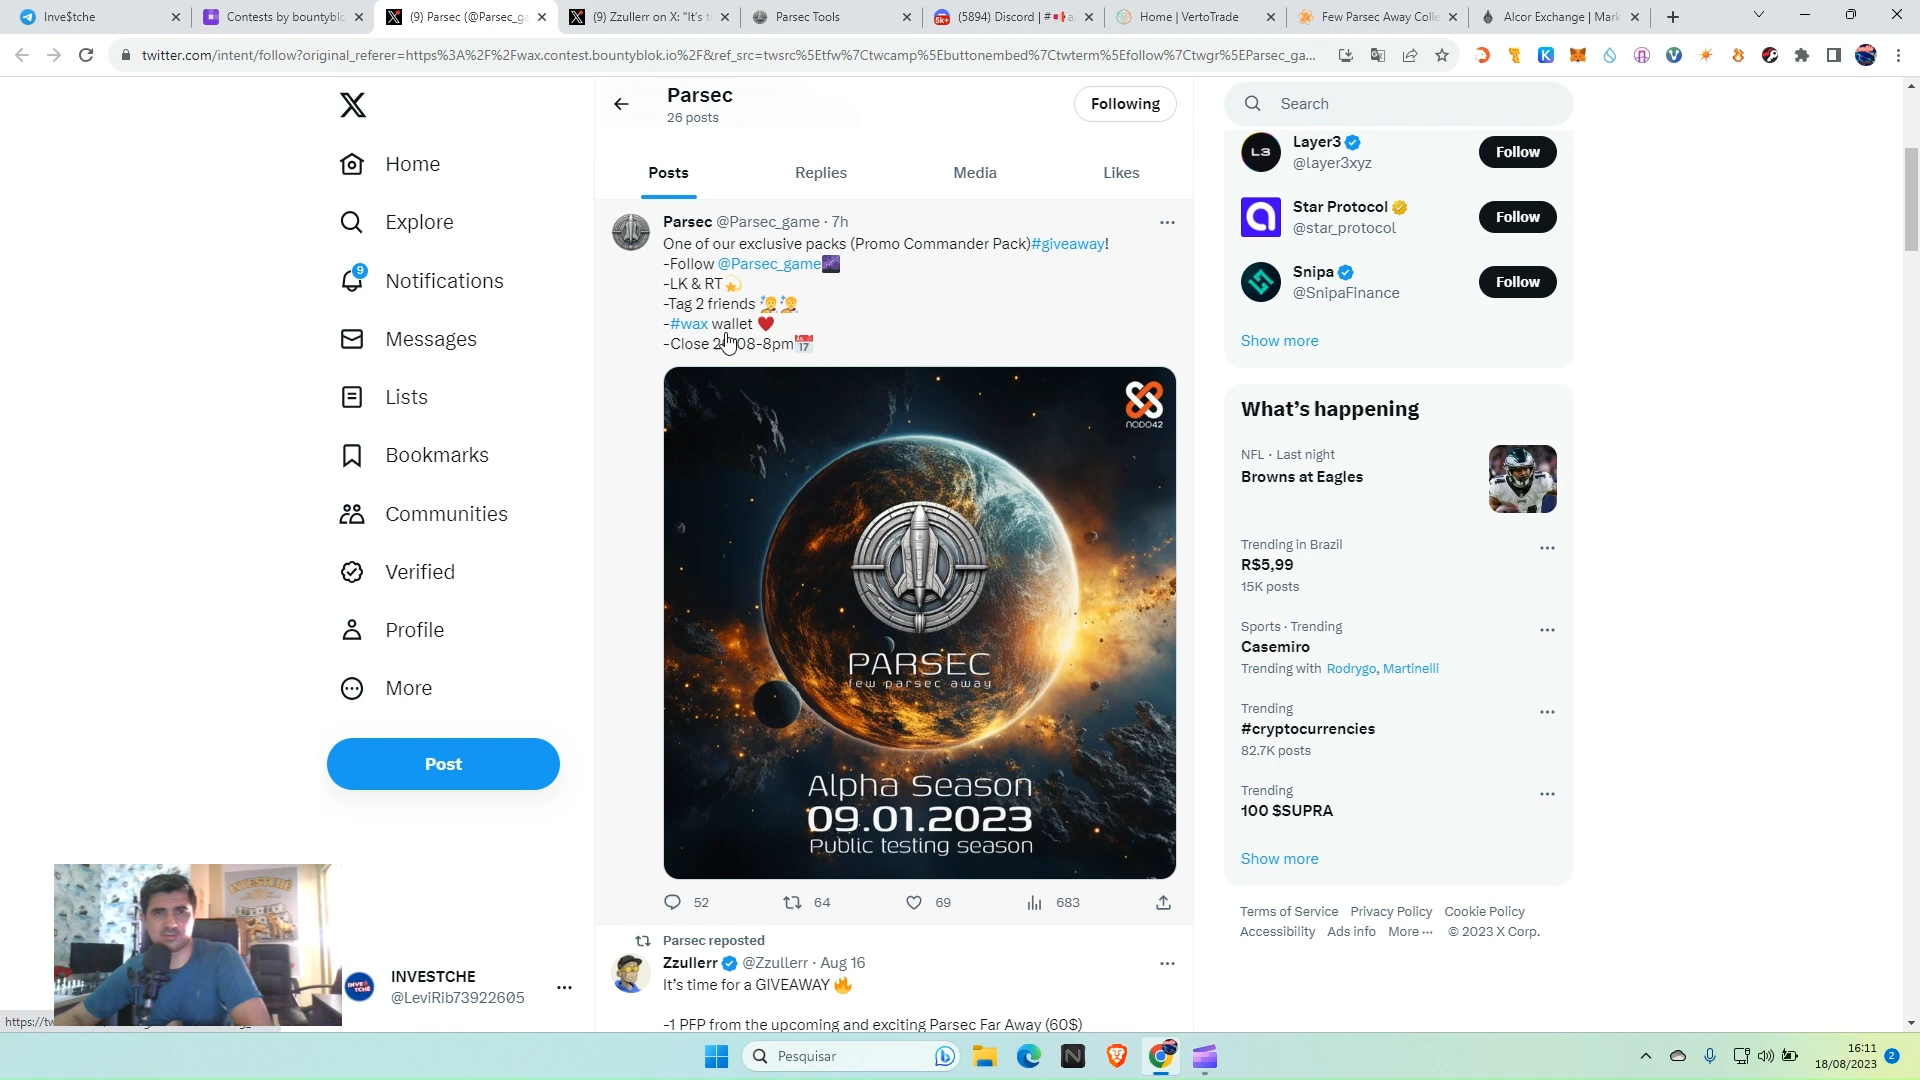 Inve$tche
Contests by bountyblo
(9) Parsec (@Parsec_ga
(9) Zzullerr on X: "It's t
Parsec Tools
(5894) Discord | #
Home | VertoTrade
Few Parsec Away Colle
Alcor Exchange | Mark
twitter.com/intent/follow?original_referer=https%3A%2F%2Fwax.contest.bountyblok.io%2F&ref_src=twsrc%5Etfw%7Ctwcamp%5Ebuttonembed%7Ctwterm%5Efollow%7Ctwgr%5EParsec_ga...
Home
Explore
9
Notifications
Messages
Lists
Bookmarks
Communities
Verified
Profile
More
Post
INVESTCHE
@LeviRib73922605
Parsec
26 posts
Following
Posts
Replies
Media
Likes
Parsec @Parsec_game · 7h
One of our exclusive packs (Promo Commander Pack)#giveaway!
-Follow @Parsec_game
-LK & RT
-Tag 2 friends
-#wax wallet
-Close 2 08-8pm
NODO42
PARSEC
few parsec away
Alpha Season
09.01.2023
Public testing season
52
64
69
683
Parsec reposted
Zzullerr @Zzullerr · Aug 16
It's time for a GIVEAWAY
-1 PFP from the upcoming and exciting Parsec Far Away (60$)
Search
L3
Layer3
@layer3xyz
Follow
Star Protocol
@star_protocol
Follow
Snipa
@SnipaFinance
Follow
Show more
What's happening
NFL · Last night
Browns at Eagles
Trending in Brazil
R$5,99
15K posts
Sports · Trending
Casemiro
Trending with Rodrygo, Martinelli
Trending
#cryptocurrencies
82.7K posts
Trending
100 $SUPRA
Show more
Terms of Service Privacy Policy Cookie Policy
Accessibility Ads info More ··· © 2023 X Corp.
https://tw
Pesquisar
16:11
18/08/2023
2